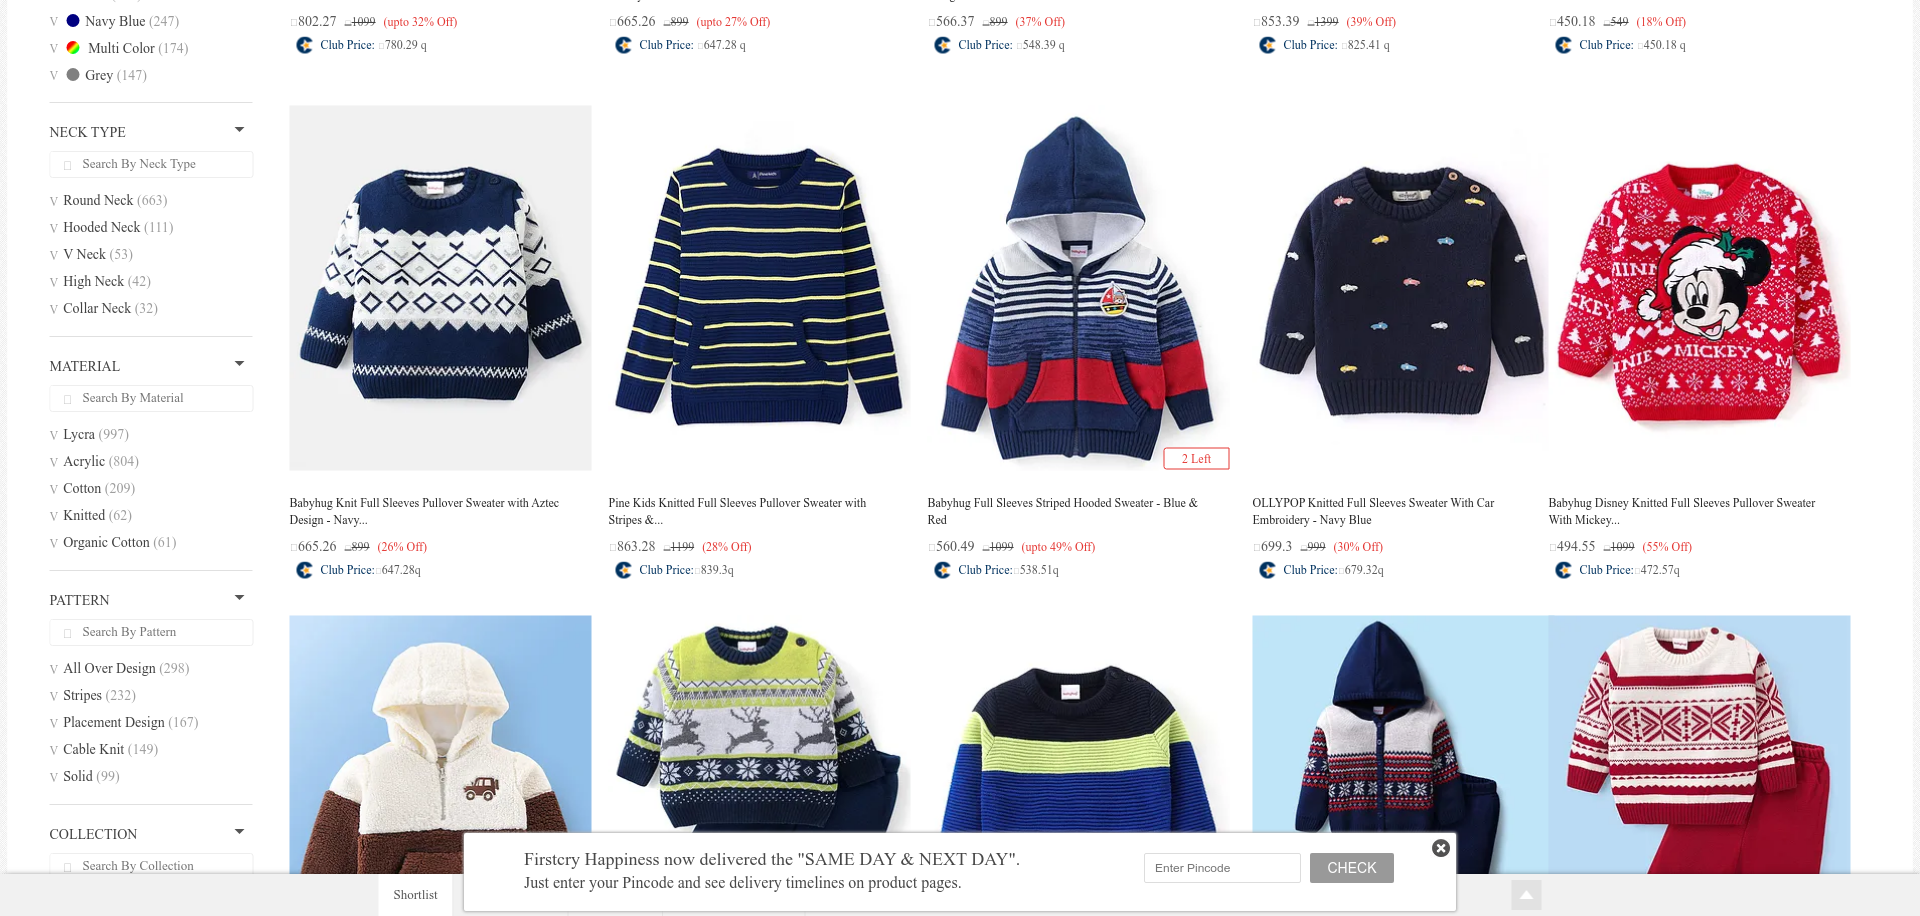 V Navy Blue (247)
V Multi Color (174)
V Grey (147)
NECK TYPE
Search By Neck Type
V Round Neck (663)
V Hooded Neck (111)
V V Neck (53)
V High Neck (42)
V Collar Neck (32)
MATERIAL
Search By Material
V Lycra (997)
V Acrylic (804)
V Cotton (209)
V Knitted (62)
V Organic Cotton (61)
PATTERN
Search By Pattern
V All Over Design (298)
V Stripes (232)
V Placement Design (167)
V Cable Knit (149)
V Solid (99)
COLLECTION
Search By Collection
802.27 1099 (upto 32% Off)
Club Price: 780.29 q
665.26 899 (upto 27% Off)
Club Price: 647.28 q
566.37 899 (37% Off)
Club Price: 548.39 q
853.39 1399 (39% Off)
Club Price: 825.41 q
450.18 549 (18% Off)
Club Price: 450.18 q
MICKEY
2 Left
Babyhug Knit Full Sleeves Pullover Sweater with Aztec
Design - Navy...
665.26 899 (26% Off)
Club Price: 647.28q
Pine Kids Knitted Full Sleeves Pullover Sweater with
Stripes &...
863.28 1199 (28% Off)
Club Price: 839.3q
Babyhug Full Sleeves Striped Hooded Sweater - Blue &
Red
560.49 1099 (upto 49% Off)
Club Price: 538.51q
OLLYPOP Knitted Full Sleeves Sweater With Car
Embroidery - Navy Blue
699.3 999 (30% Off)
Club Price: 679.32q
Babyhug Disney Knitted Full Sleeves Pullover Sweater
With Mickey...
494.55 1099 (55% Off)
Club Price: 472.57q
Firstcry Happiness now delivered the "SAME DAY & NEXT DAY".
Just enter your Pincode and see delivery timelines on product pages.
Enter Pincode
CHECK
Shortlist